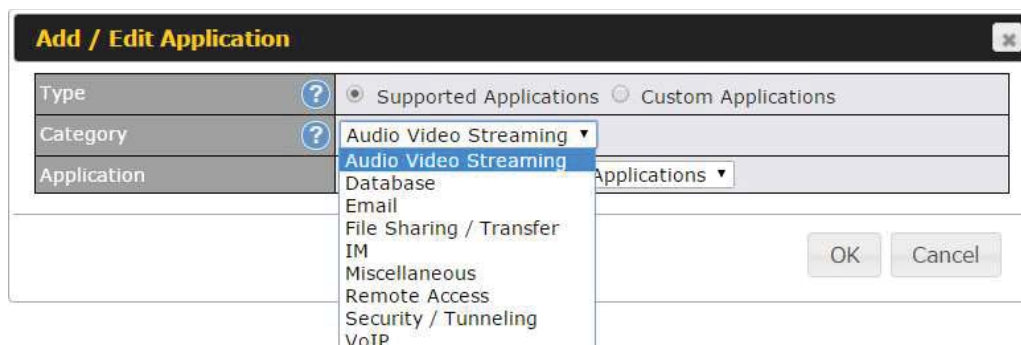 Add / Edit Application
Type ? Supported Applications Custom Applications
Category ? Audio Video Streaming
Application Applications
Audio Video Streaming
Database
Email
File Sharing / Transfer
IM
Miscellaneous
Remote Access
Security / Tunneling
VoIP
OK Cancel